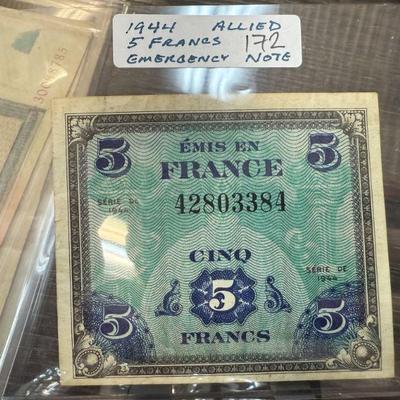 1944 ALLIED
5 FRANCS 172
EMERGENCY NOTE
5 ÉMIS EN 5
FRANCE
42803384
SÉRIE DE
1944
CINQ
5
SÉRIE DE
1944
5 5
FRANCS